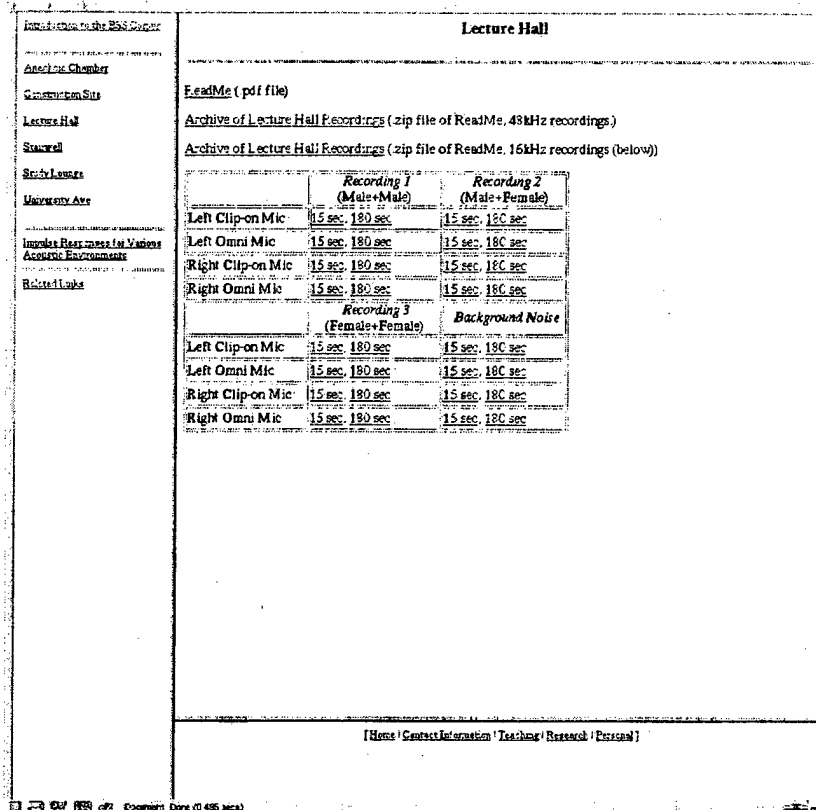 Introduction to the BSS Corpus
Anechoic Chamber
Construction Site
Lecture Hall
Stairwell
Study Lounge
University Ave
Impulse Responses for Various
Acoustic Environments
Related Links
Lecture Hall
ReadMe (.pdf file)
Archive of Lecture Hall Recordings (.zip file of ReadMe, 48kHz recordings.)
Archive of Lecture Hall Recordings (.zip file of ReadMe, 16kHz recordings (below))
Recording 1 Recording 2
(Male+Male) (Male+Female)
Left Clip-on Mic 15 sec, 180 sec 15 sec, 180 sec
Left Omni Mic 15 sec, 180 sec 15 sec, 180 sec
Right Clip-on Mic 15 sec, 180 sec 15 sec, 180 sec
Right Omni Mic 15 sec, 180 sec 15 sec, 180 sec
Recording 3 Background Noise
(Female+Female)
Left Clip-on Mic 15 sec, 180 sec 15 sec, 180 sec
Left Omni Mic 15 sec, 180 sec 15 sec, 180 sec
Right Clip-on Mic 15 sec, 180 sec 15 sec, 180 sec
Right Omni Mic 15 sec, 180 sec 15 sec, 180 sec
[ Home | Contact Information | Teaching | Research | Personal ]
Document: Done (0.495 secs)